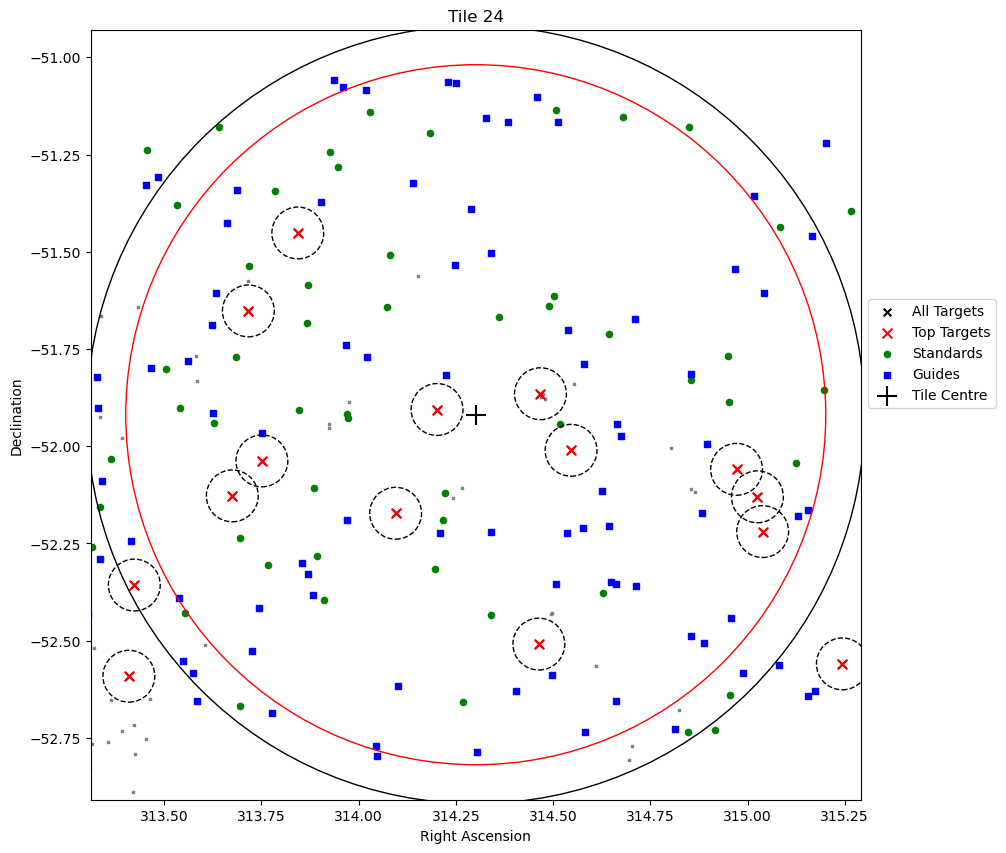 Tile 24
−51.00
−51.25
−51.50
−51.75
−52.00
−52.25
−52.50
−52.75
Declination
313.50 313.75 314.00 314.25 314.50 314.75 315.00 315.25
Right Ascension
All Targets
Top Targets
Standards
Guides
Tile Centre